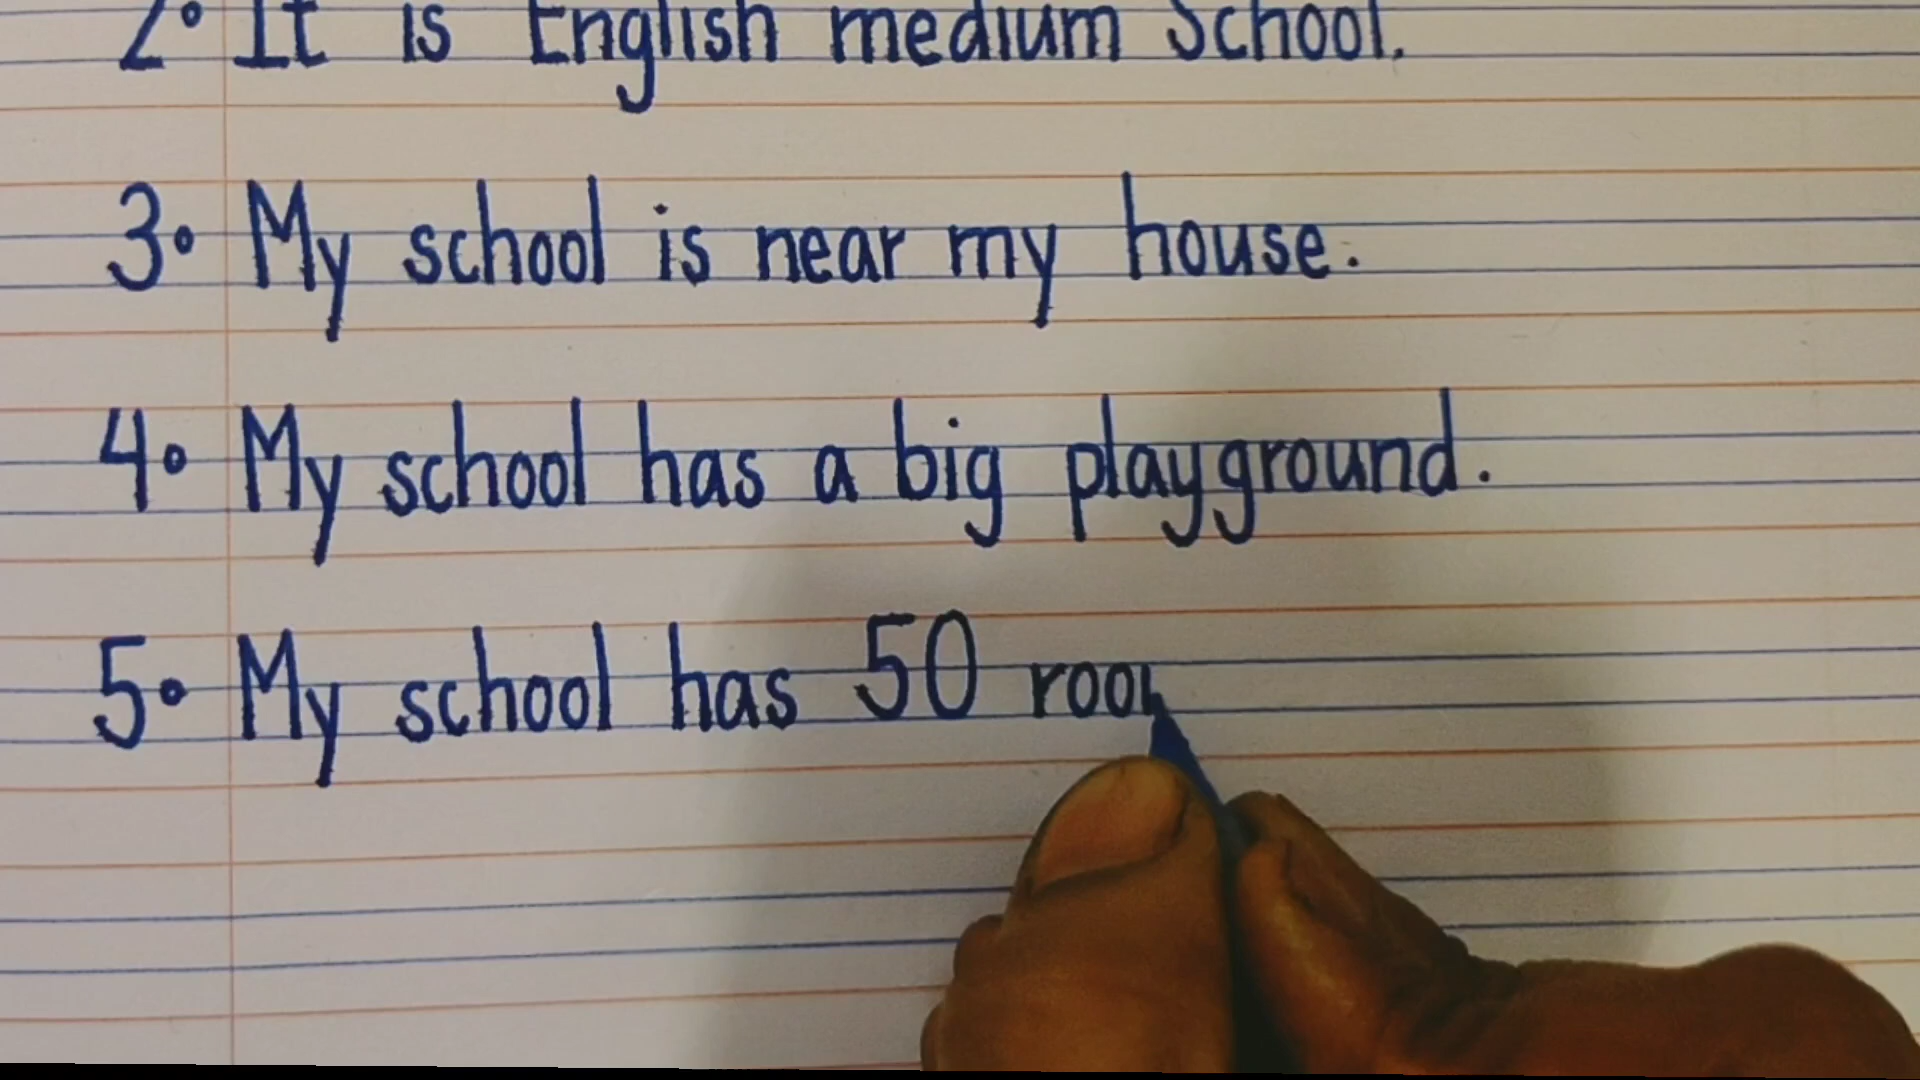 2. It is English medium School.
3. My school is near my house.
4. My school has a big playground.
5. My school has 50